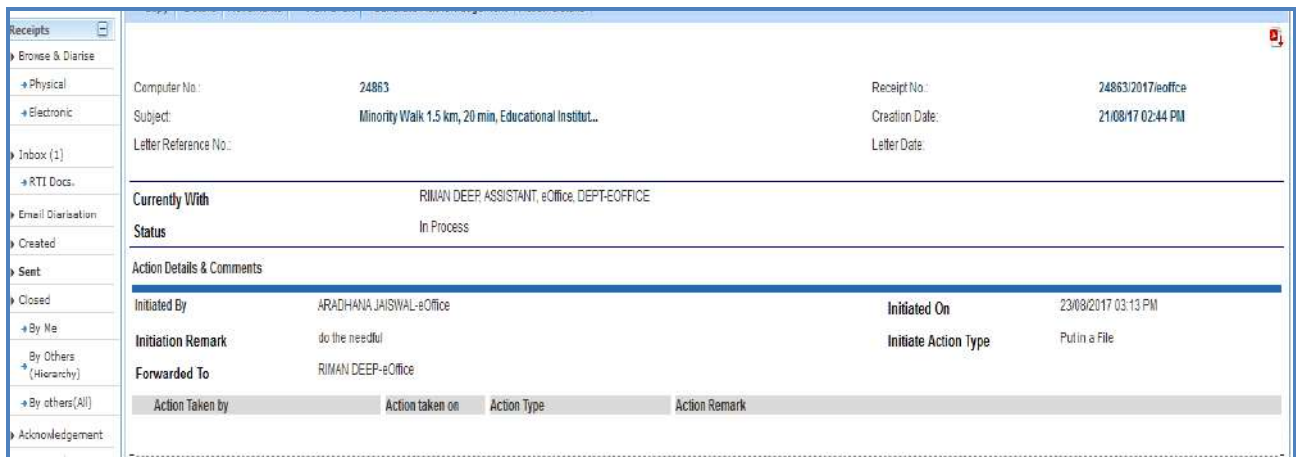 Receipts
Browse & Diarise
Physical
Electronic
Inbox (1)
RTI Docs.
Email Diarisation
Created
Sent
Closed
By Me
By Others
(Hierarchy)
By others(All)
Acknowledgement
Computer No.: 24863 Receipt No.: 24863/2017/eoffce
Subject: Minority Walk 1.5 km, 20 min, Educational Institut... Creation Date: 21/08/17 02:44 PM
Letter Reference No.: Letter Date:
Currently With RIMAN DEEP, ASSISTANT, eOffice, DEPT-EOFFICE
Status In Process
Action Details & Comments
Initiated By ARADHANA JAISWAL-eOffice Initiated On 23/08/2017 03:13 PM
Initiation Remark do the needful Initiate Action Type Put in a File
Forwarded To RIMAN DEEP-eOffice
Action Taken by Action taken on Action Type Action Remark